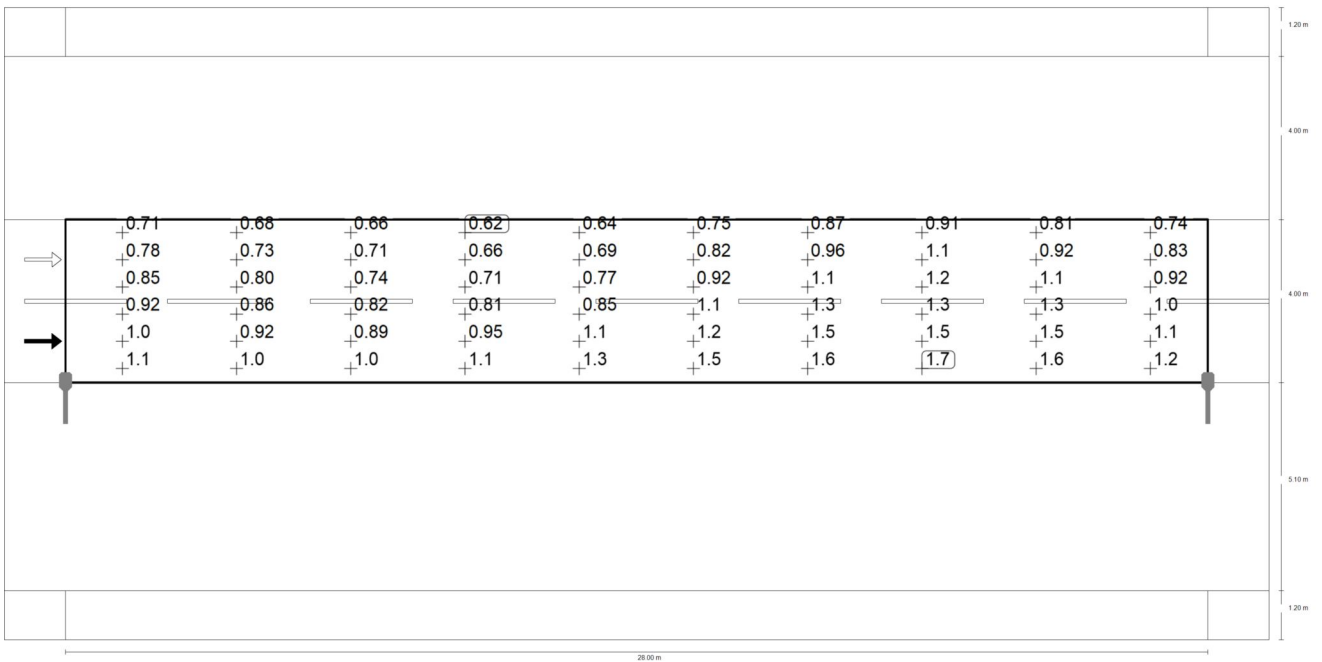 1.20 m
4.00 m
0.71 0.68 0.66 0.62 0.64 0.75 0.87 0.91 0.81 0.74
0.78 0.73 0.71 0.66 0.69 0.82 0.96 1.1 0.92 0.83
0.85 0.80 0.74 0.71 0.77 0.92 1.1 1.2 1.1 0.92
4.00 m
0.92 0.86 0.82 0.81 0.85 1.1 1.3 1.3 1.3 1.0
1.0 0.92 0.89 0.95 1.1 1.2 1.5 1.5 1.5 1.1
1.1 1.0 1.0 1.1 1.3 1.5 1.6 1.7 1.6 1.2
5.10 m
1.20 m
28.00 m